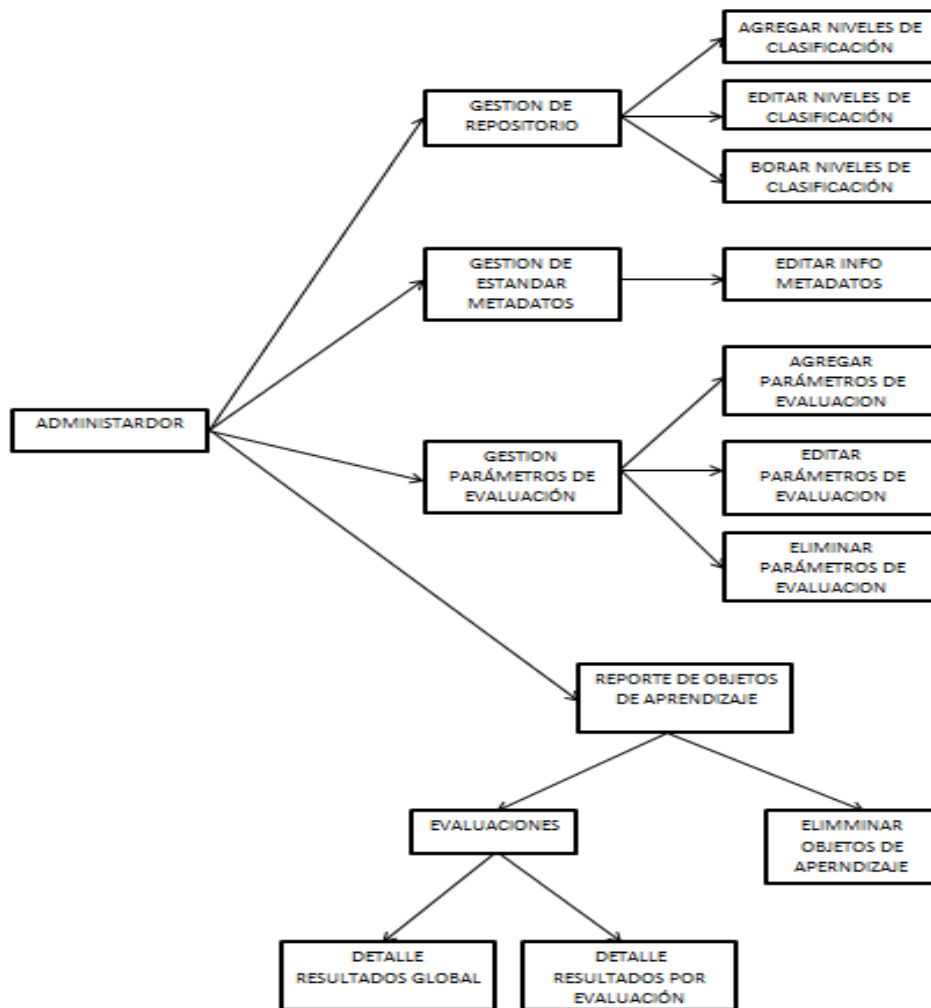 AGREGAR NIVELES DE
CLASIFICACIÓN
GESTION DE
REPOSITORIO
EDITAR NIVELES DE
CLASIFICACIÓN
BORAR NIVELES DE
CLASIFICACIÓN
GESTION DE
ESTANDAR
METADATOS
EDITAR INFO
METADATOS
AGREGAR
PARÁMETROS DE
EVALUACION
ADMINISTARDOR
GESTION
PARÁMETROS DE
EVALUACIÓN
EDITAR
PARÁMETROS DE
EVALUACION
ELIMINAR
PARÁMETROS DE
EVALUACION
REPORTE DE OBJETOS
DE APRENDIZAJE
EVALUACIONES
ELIMMINAR
OBJETOS DE
APERNDIZAJE
DETALLE
RESULTADOS GLOBAL
DETALLE
RESULTADOS POR
EVALUACIÓN